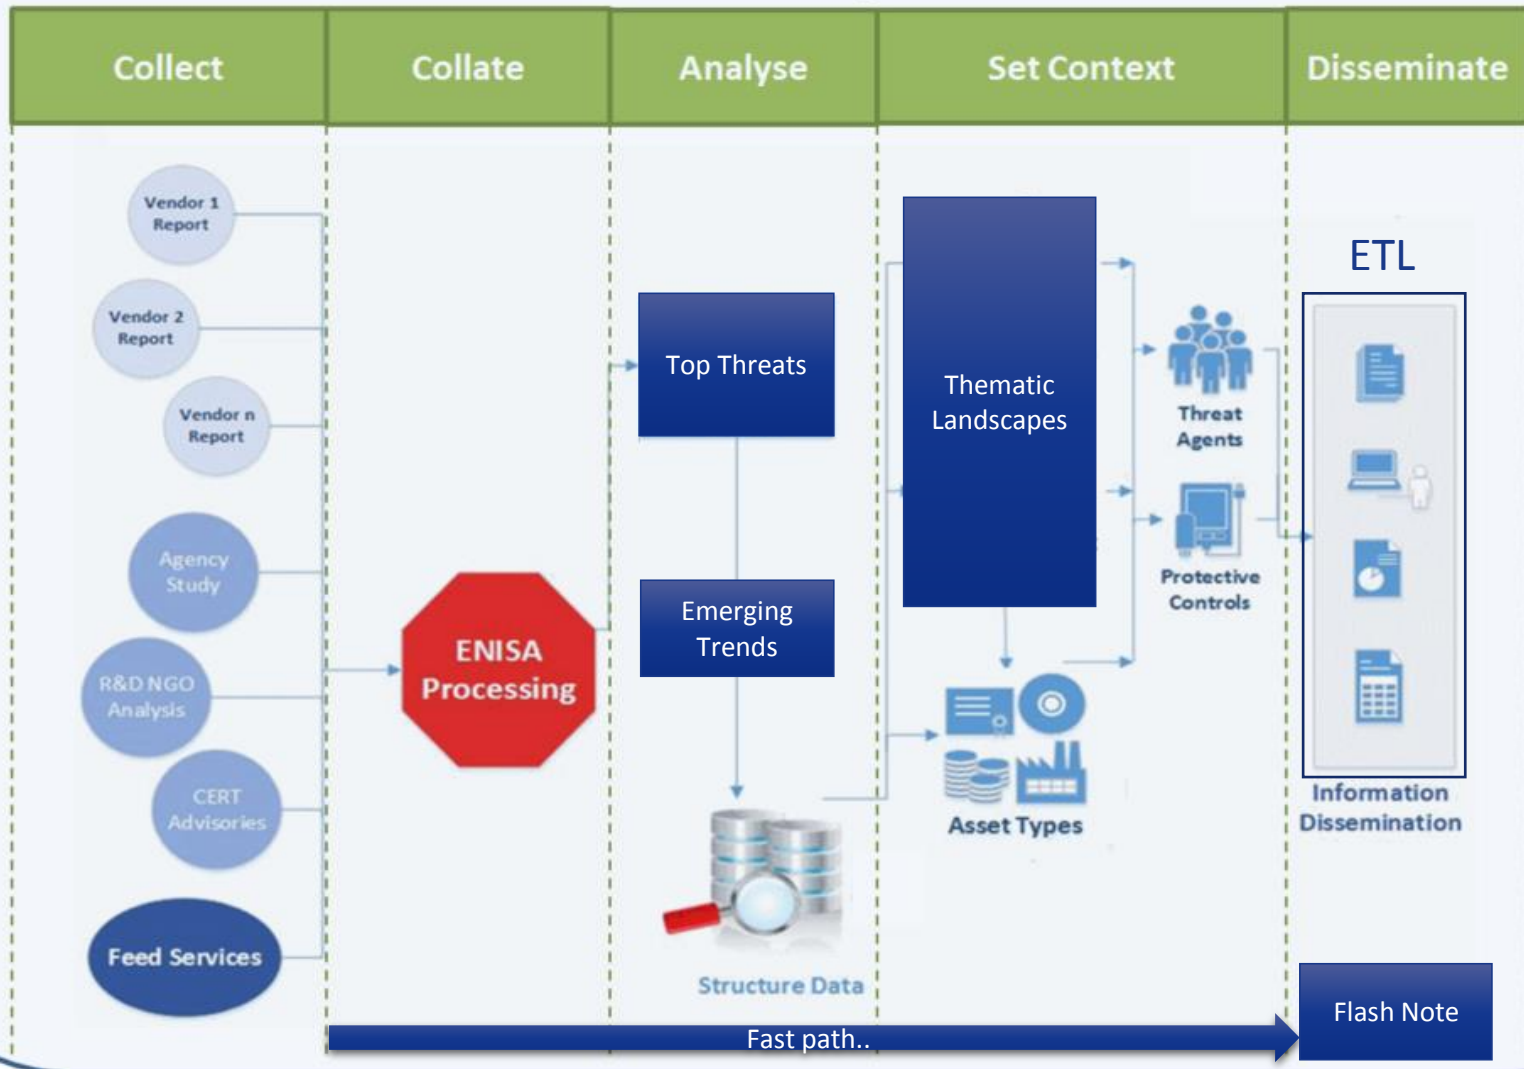 Collect
Collate
Analyse
Set Context
Disseminate
Vendor 1
Report
Vendor 2
Report
Vendor n
Report
Agency
Study
R&D NGO
Analysis
CERT
Advisories
Feed Services
ENISA
Processing
Top Threats
Emerging
Trends
Structure Data
Thematic
Landscapes
Threat
Agents
Protective
Controls
Asset Types
ETL
Information
Dissemination
Flash Note
Fast path..